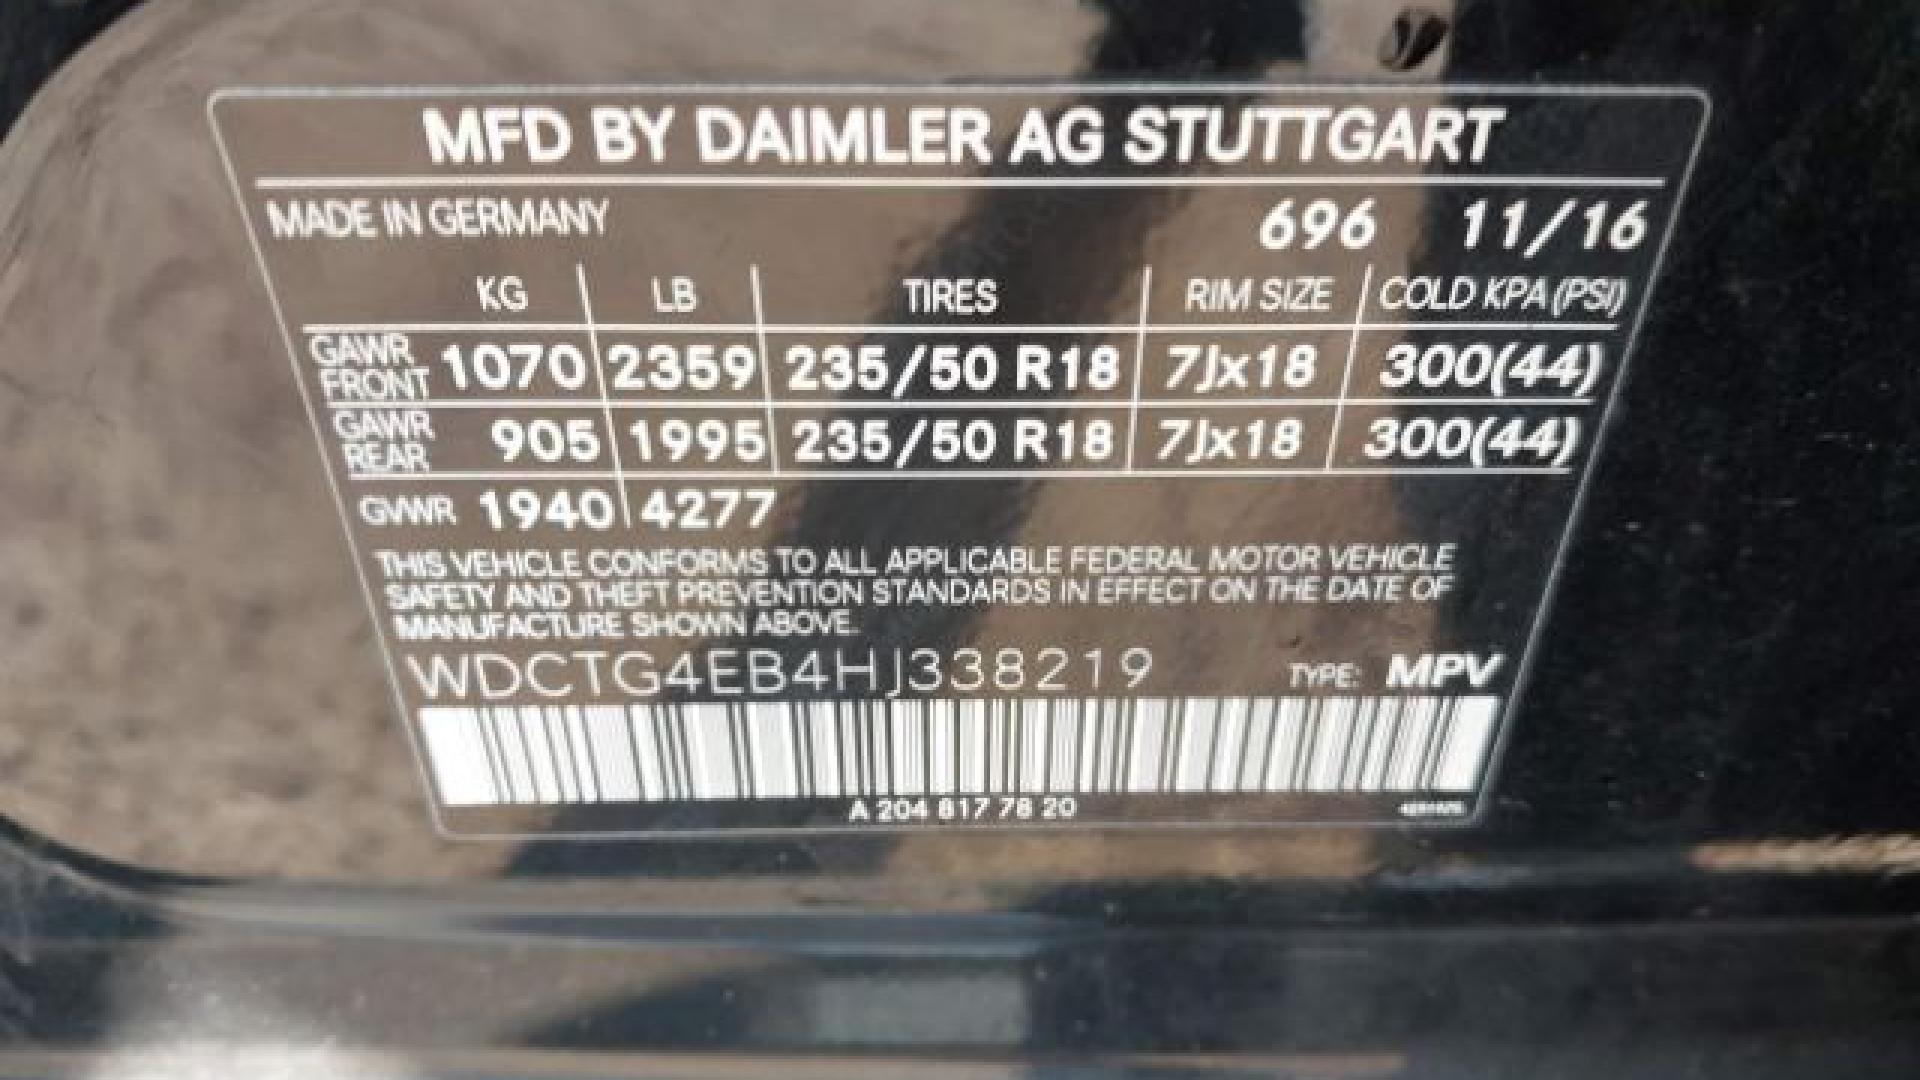 MFD BY DAIMLER AG STUTTGART
MADE IN GERMANY 696 11/16
KG LB TIRES RIM SIZE COLD KPA (PSI)
GAWR FRONT 1070 2359 235/50 R18 7Jx18 300(44)
GAWR REAR 905 1995 235/50 R18 7Jx18 300(44)
GVWR 1940 4277
THIS VEHICLE CONFORMS TO ALL APPLICABLE FEDERAL MOTOR VEHICLE
SAFETY AND THEFT PREVENTION STANDARDS IN EFFECT ON THE DATE OF
MANUFACTURE SHOWN ABOVE.
WDCTG4EB4HJ338219 TYPE: MPV
A 204 817 78 20